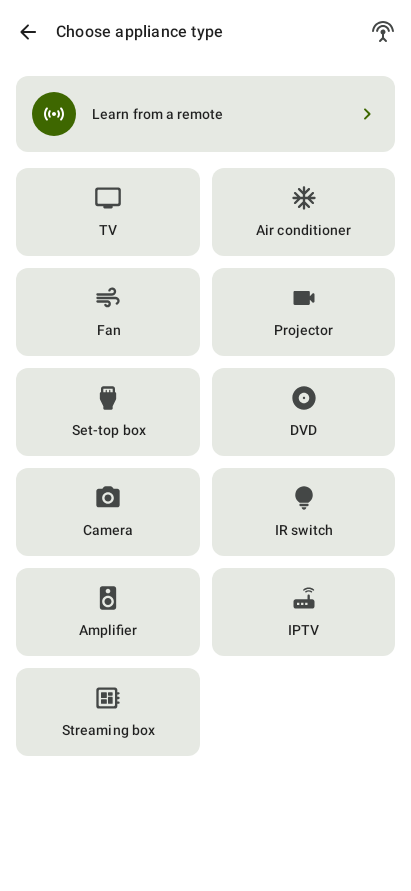 Choose appliance type
Learn from a remote
TV
Air conditioner
Fan
Projector
Set-top box
DVD
Camera
IR switch
Amplifier
IPTV
Streaming box